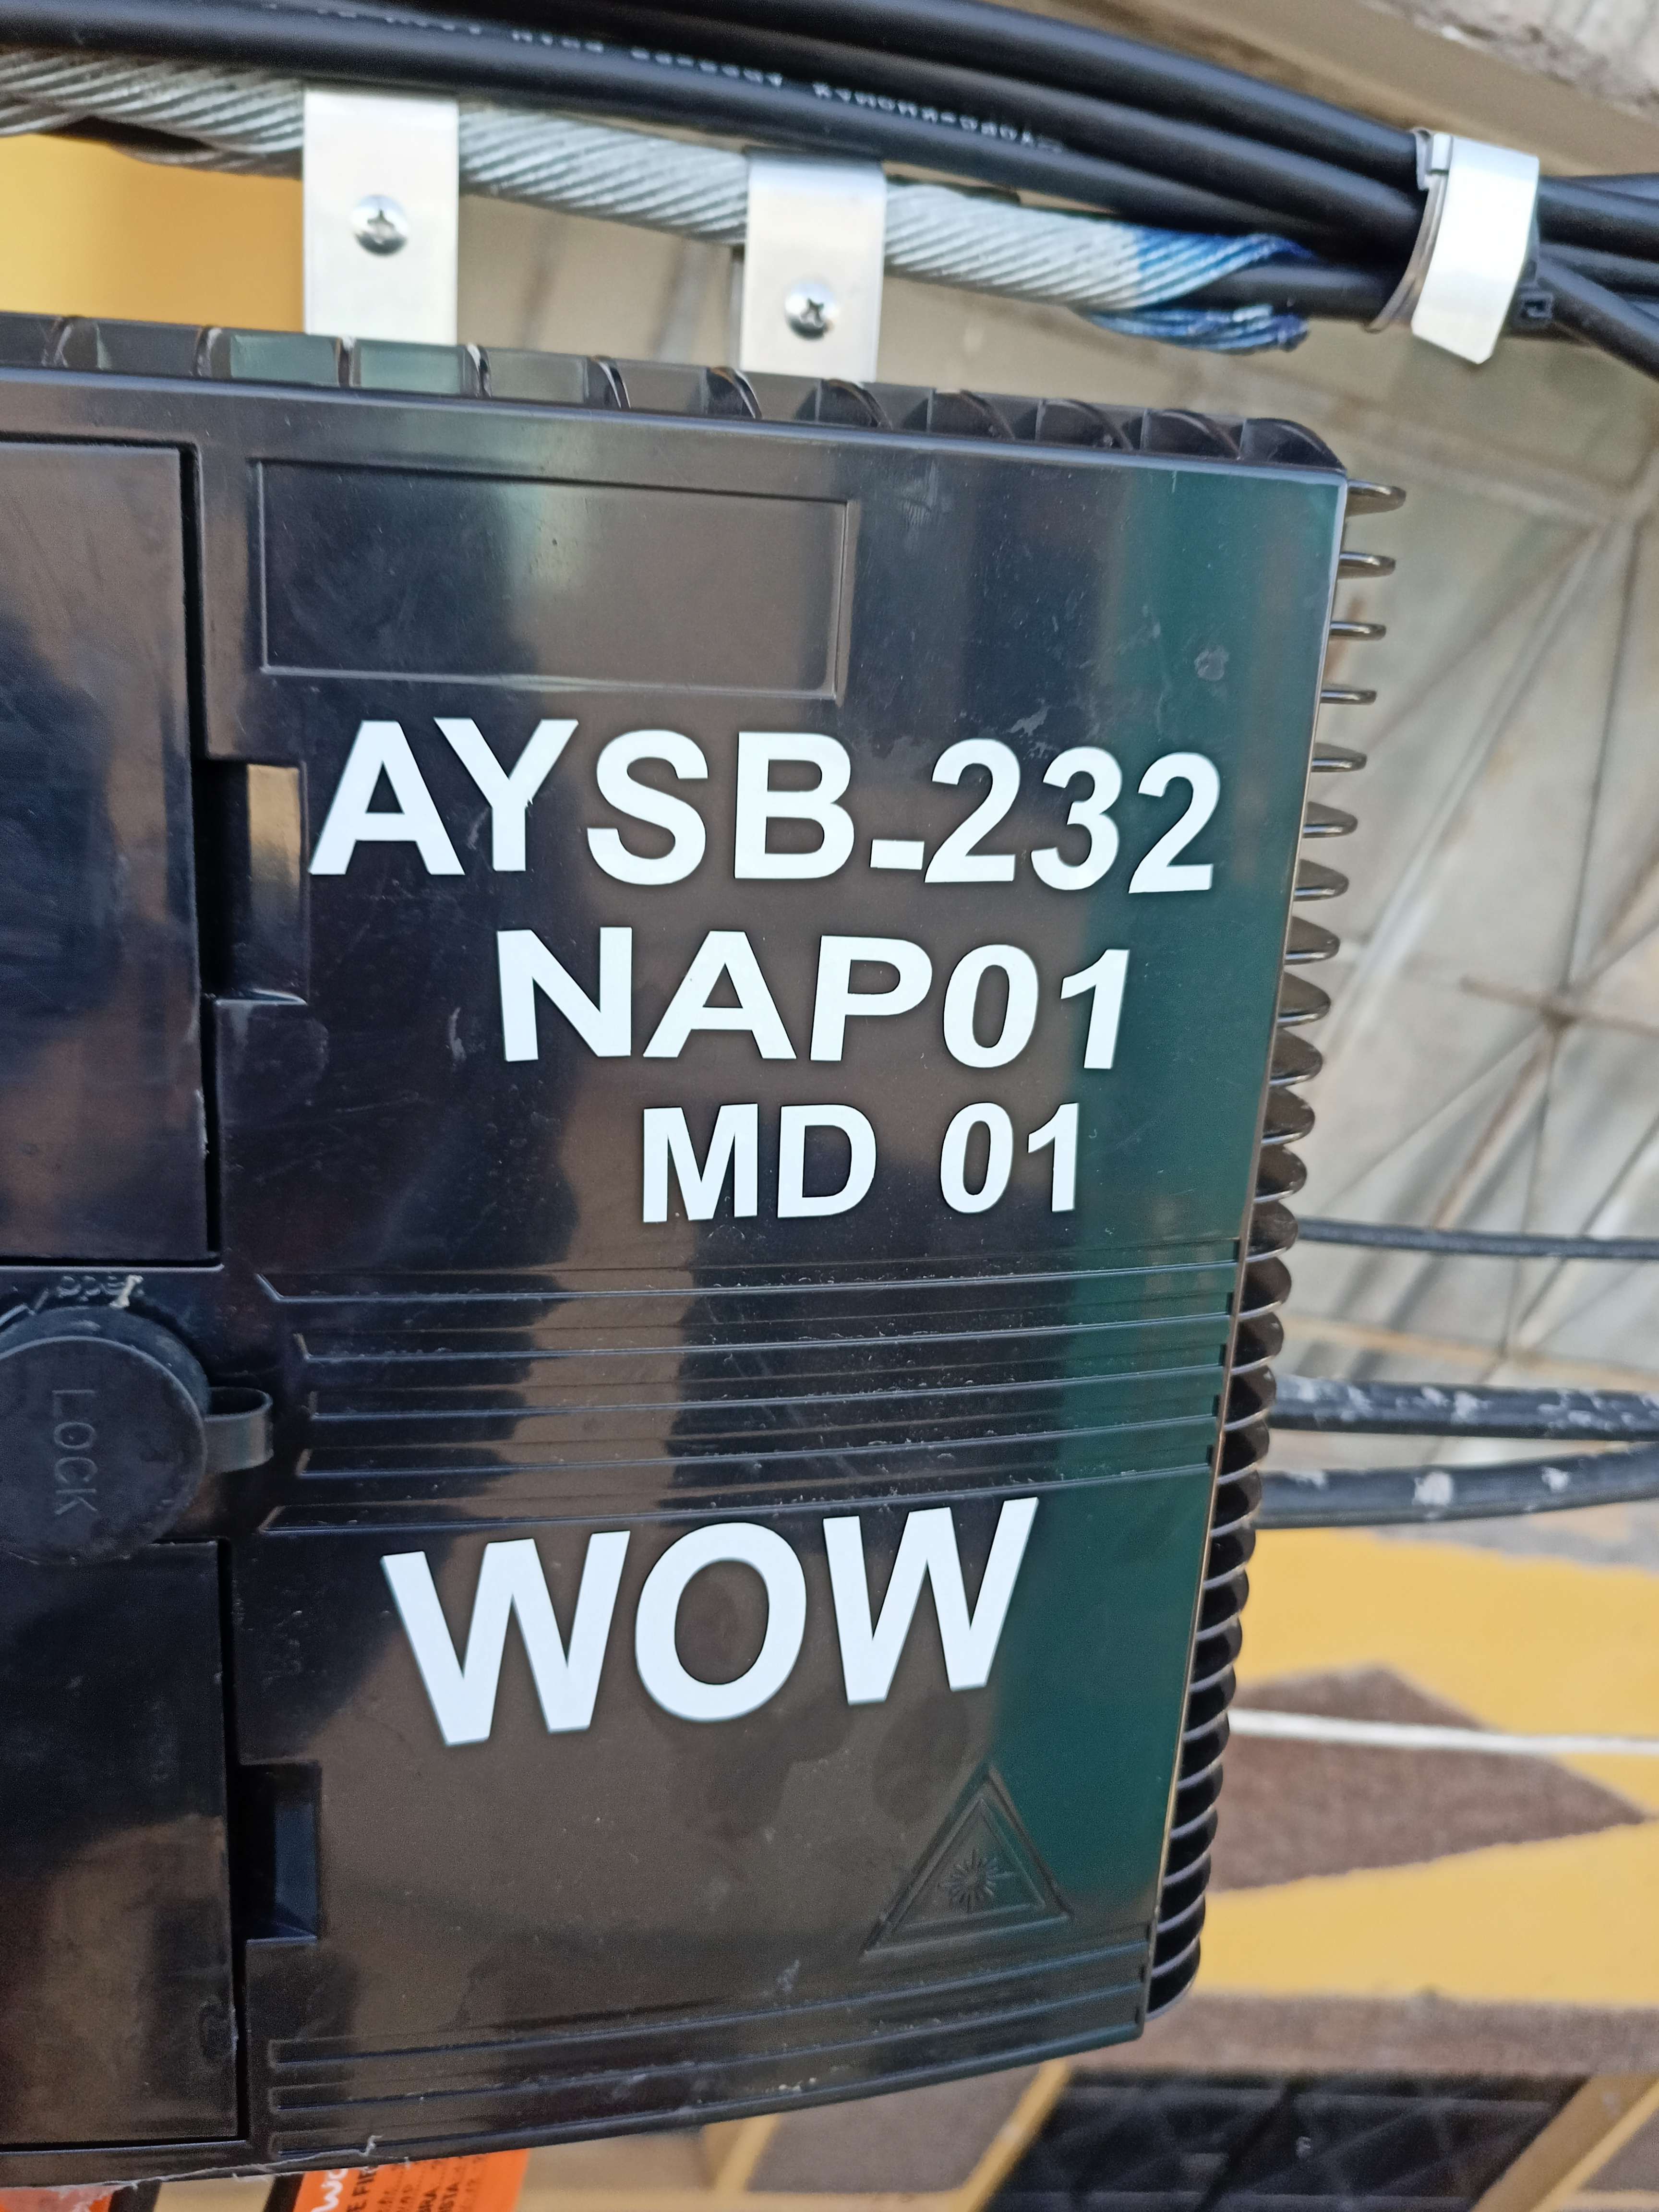 AYSB-232
NAP01
MD 01
LOCK
WOW